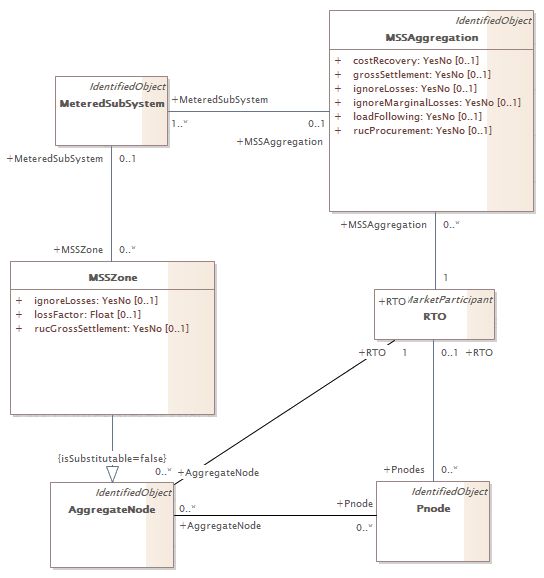 IdentifiedObject
MSSAggregation
+ costRecovery: YesNo [0..1]
+ grossSettlement: YesNo [0..1]
+ ignoreLosses: YesNo [0..1]
+ ignoreMarginalLosses: YesNo [0..1]
+ loadFollowing: YesNo [0..1]
+ rucProcurement: YesNo [0..1]
IdentifiedObject
MeteredSubSystem
+MeteredSubSystem
1..*
0..1
+MSSAggregation
+MeteredSubSystem 0..1
+MSSAggregation 0..*
+MSSZone 0..*
MSSZone
+ ignoreLosses: YesNo [0..1]
+ lossFactor: Float [0..1]
+ rucGrossSettlement: YesNo [0..1]
1
+RTO
MarketParticipant
RTO
+RTO 1
0..1 +RTO
{isSubstitutable=false}
0..* +AggregateNode
+Pnodes 0..*
IdentifiedObject
AggregateNode
0..*
+AggregateNode
+Pnode
0..*
IdentifiedObject
Pnode